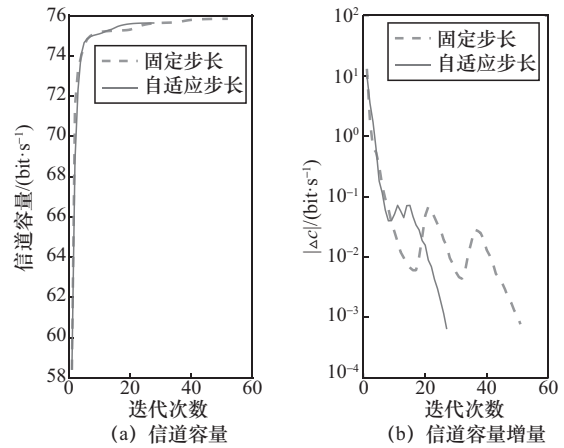 76
74
72
70
68
66
64
62
60
58
信道容量/(bit·s⁻¹)
固定步长
自适应步长
0 20 40 60
迭代次数
(a) 信道容量
10²
10¹
10⁰
10⁻¹
10⁻²
10⁻³
10⁻⁴
|△c|/(bit·s⁻¹)
固定步长
自适应步长
0 20 40 60
迭代次数
(b) 信道容量增量